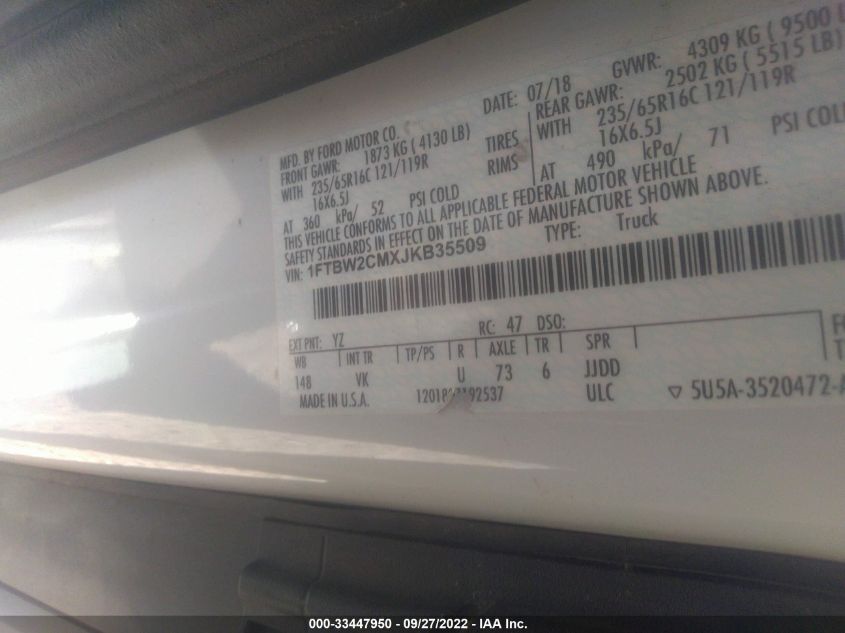 MFD. BY FORD MOTOR CO.
DATE: 07/18
GVWR: 4309 KG ( 9500
FRONT GAWR: 1873 KG ( 4130 LB)
REAR GAWR: 2502 KG ( 5515 LB)
WITH 235/65R16C 121/119R
TIRES
WITH 235/65R16C 121/119R
16X6.5J
RIMS
16X6.5J
AT 360 kPa/ 52 PSI COLD
AT 490 kPa/ 71 PSI COLD
THIS VEHICLE CONFORMS TO ALL APPLICABLE FEDERAL MOTOR VEHICLE
SAFETY STANDARDS IN EFFECT ON THE DATE OF MANUFACTURE SHOWN ABOVE.
VIN: 1FTBW2CMXJKB35509
TYPE: Truck
EXT PNT: YZ
RC: 47 DSO:
WB INT TR TP/PS R AXLE TR SPR
148 VK U 73 6 JJDD
MADE IN U.S.A.
ULC
5U5A-3520472-
000-33447950 - 09/27/2022 - IAA Inc.